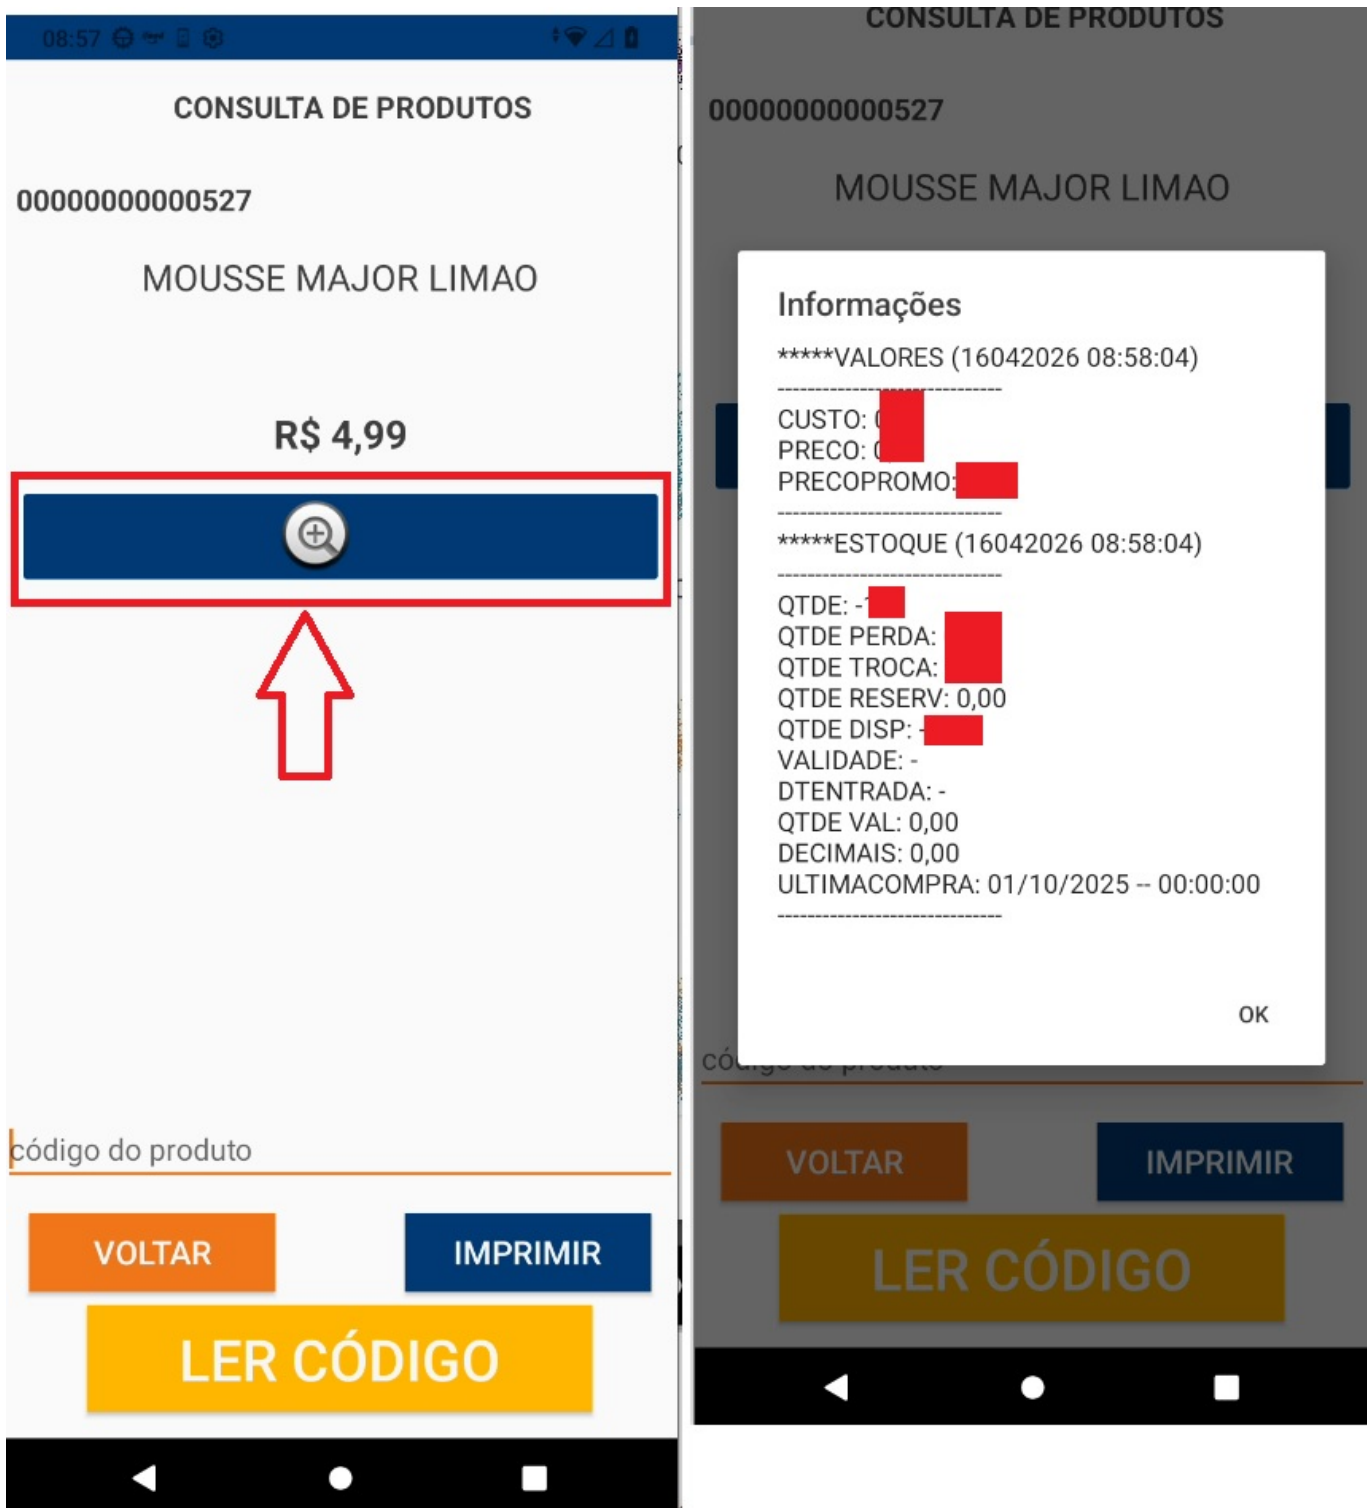 08:57
CONSULTA DE PRODUTOS
00000000000527
MOUSSE MAJOR LIMAO
R$ 4,99
código do produto
VOLTAR
IMPRIMIR
LER CÓDIGO
CONSULTA DE PRODUTOS
00000000000527
MOUSSE MAJOR LIMAO
Informações
*****VALORES (16042026 08:58:04)
------------------------------
CUSTO:
PRECO:
PRECOPROMO:
------------------------------
*****ESTOQUE (16042026 08:58:04)
------------------------------
QTDE: -
QTDE PERDA:
QTDE TROCA:
QTDE RESERV: 0,00
QTDE DISP: -
VALIDADE: -
DTENTRADA: -
QTDE VAL: 0,00
DECIMAIS: 0,00
ULTIMACOMPRA: 01/10/2025 -- 00:00:00
------------------------------
OK
VOLTAR
IMPRIMIR
LER CÓDIGO